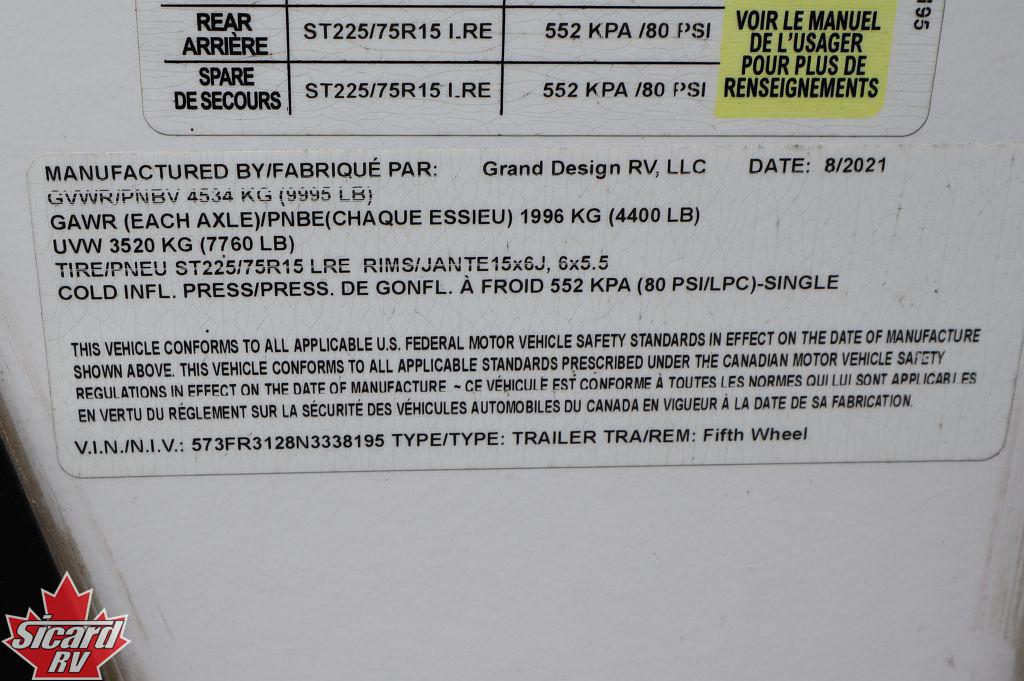 REAR
ARRIÈRE
ST225/75R15 LRE
552 KPA /80 PSI
SPARE
DE SECOURS
ST225/75R15 LRE
552 KPA /80 PSI
VOIR LE MANUEL
DE L'USAGER
POUR PLUS DE
RENSEIGNEMENTS
195
MANUFACTURED BY/FABRIQUÉ PAR: Grand Design RV, LLC DATE: 8/2021
GVWR/PNBV 4534 KG (9995 LB)
GAWR (EACH AXLE)/PNBE(CHAQUE ESSIEU) 1996 KG (4400 LB)
UVW 3520 KG (7760 LB)
TIRE/PNEU ST225/75R15 LRE RIMS/JANTE15x6J, 6x5.5
COLD INFL. PRESS/PRESS. DE GONFL. À FROID 552 KPA (80 PSI/LPC)-SINGLE
THIS VEHICLE CONFORMS TO ALL APPLICABLE U.S. FEDERAL MOTOR VEHICLE SAFETY STANDARDS IN EFFECT ON THE DATE OF MANUFACTURE
SHOWN ABOVE. THIS VEHICLE CONFORMS TO ALL APPLICABLE STANDARDS PRESCRIBED UNDER THE CANADIAN MOTOR VEHICLE SAFETY
REGULATIONS IN EFFECT ON THE DATE OF MANUFACTURE. ~ CE VÉHICULE EST CONFORME À TOUTES LES NORMES QUI LUI SONT APPLICABLES
EN VERTU DU RÈGLEMENT SUR LA SÉCURITÉ DES VÉHICULES AUTOMOBILES DU CANADA EN VIGUEUR À LA DATE DE SA FABRICATION.
V.I.N./N.I.V.: 573FR3128N3338195 TYPE/TYPE: TRAILER TRA/REM: Fifth Wheel
Sicard
RV